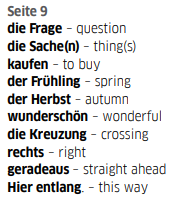 Seite 9
die Frage – question
die Sache(n) – thing(s)
kaufen – to buy
der Frühling – spring
der Herbst – autumn
wunderschön – wonderful
die Kreuzung – crossing
rechts – right
geradeaus – straight ahead
Hier entlang. – this way